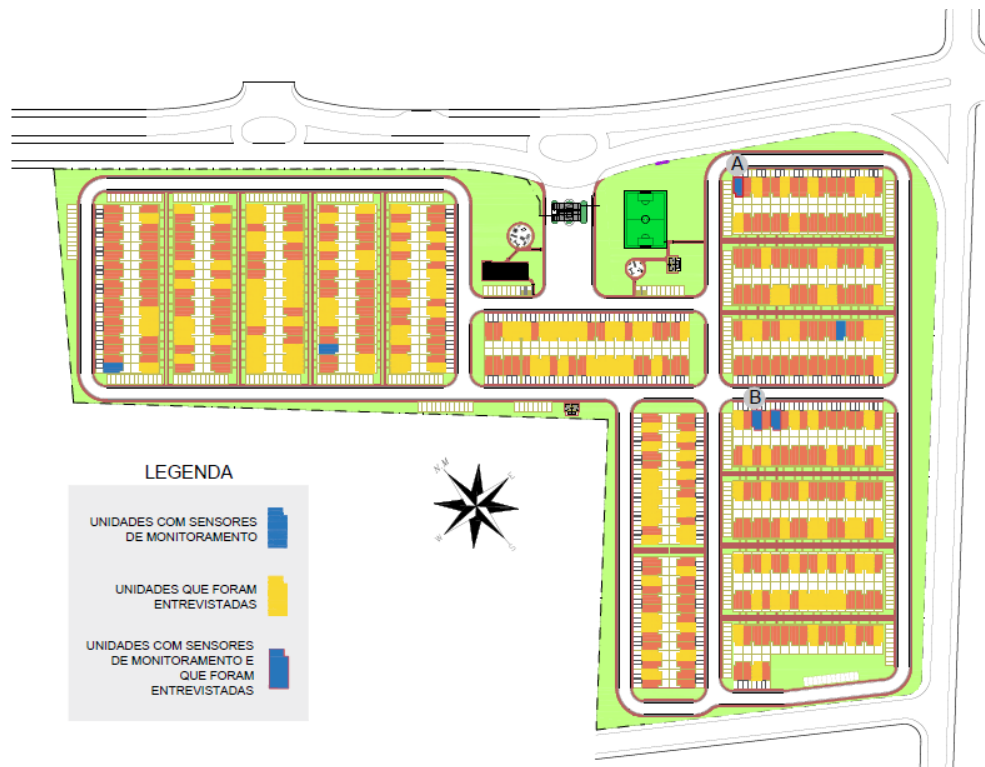 A
B
LEGENDA
UNIDADES COM SENSORES
DE MONITORAMENTO
UNIDADES QUE FORAM
ENTREVISTADAS
UNIDADES COM SENSORES
DE MONITORAMENTO E
QUE FORAM
ENTREVISTADAS